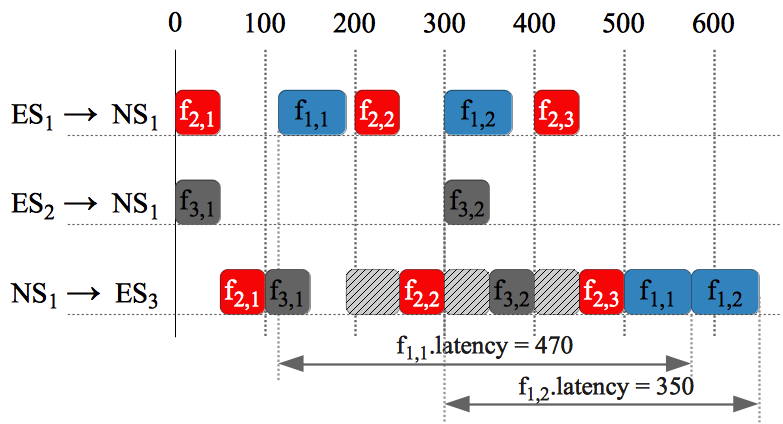 0 100 200 300 400 500 600
ES₁ → NS₁ f₂,₁ f₁,₁ f₂,₂ f₁,₂ f₂,₃
ES₂ → NS₁ f₃,₁ f₃,₂
NS₁ → ES₃ f₂,₁ f₃,₁ f₂,₂ f₃,₂ f₂,₃ f₁,₁ f₁,₂
f₁,₁.latency = 470
f₁,₂.latency = 350